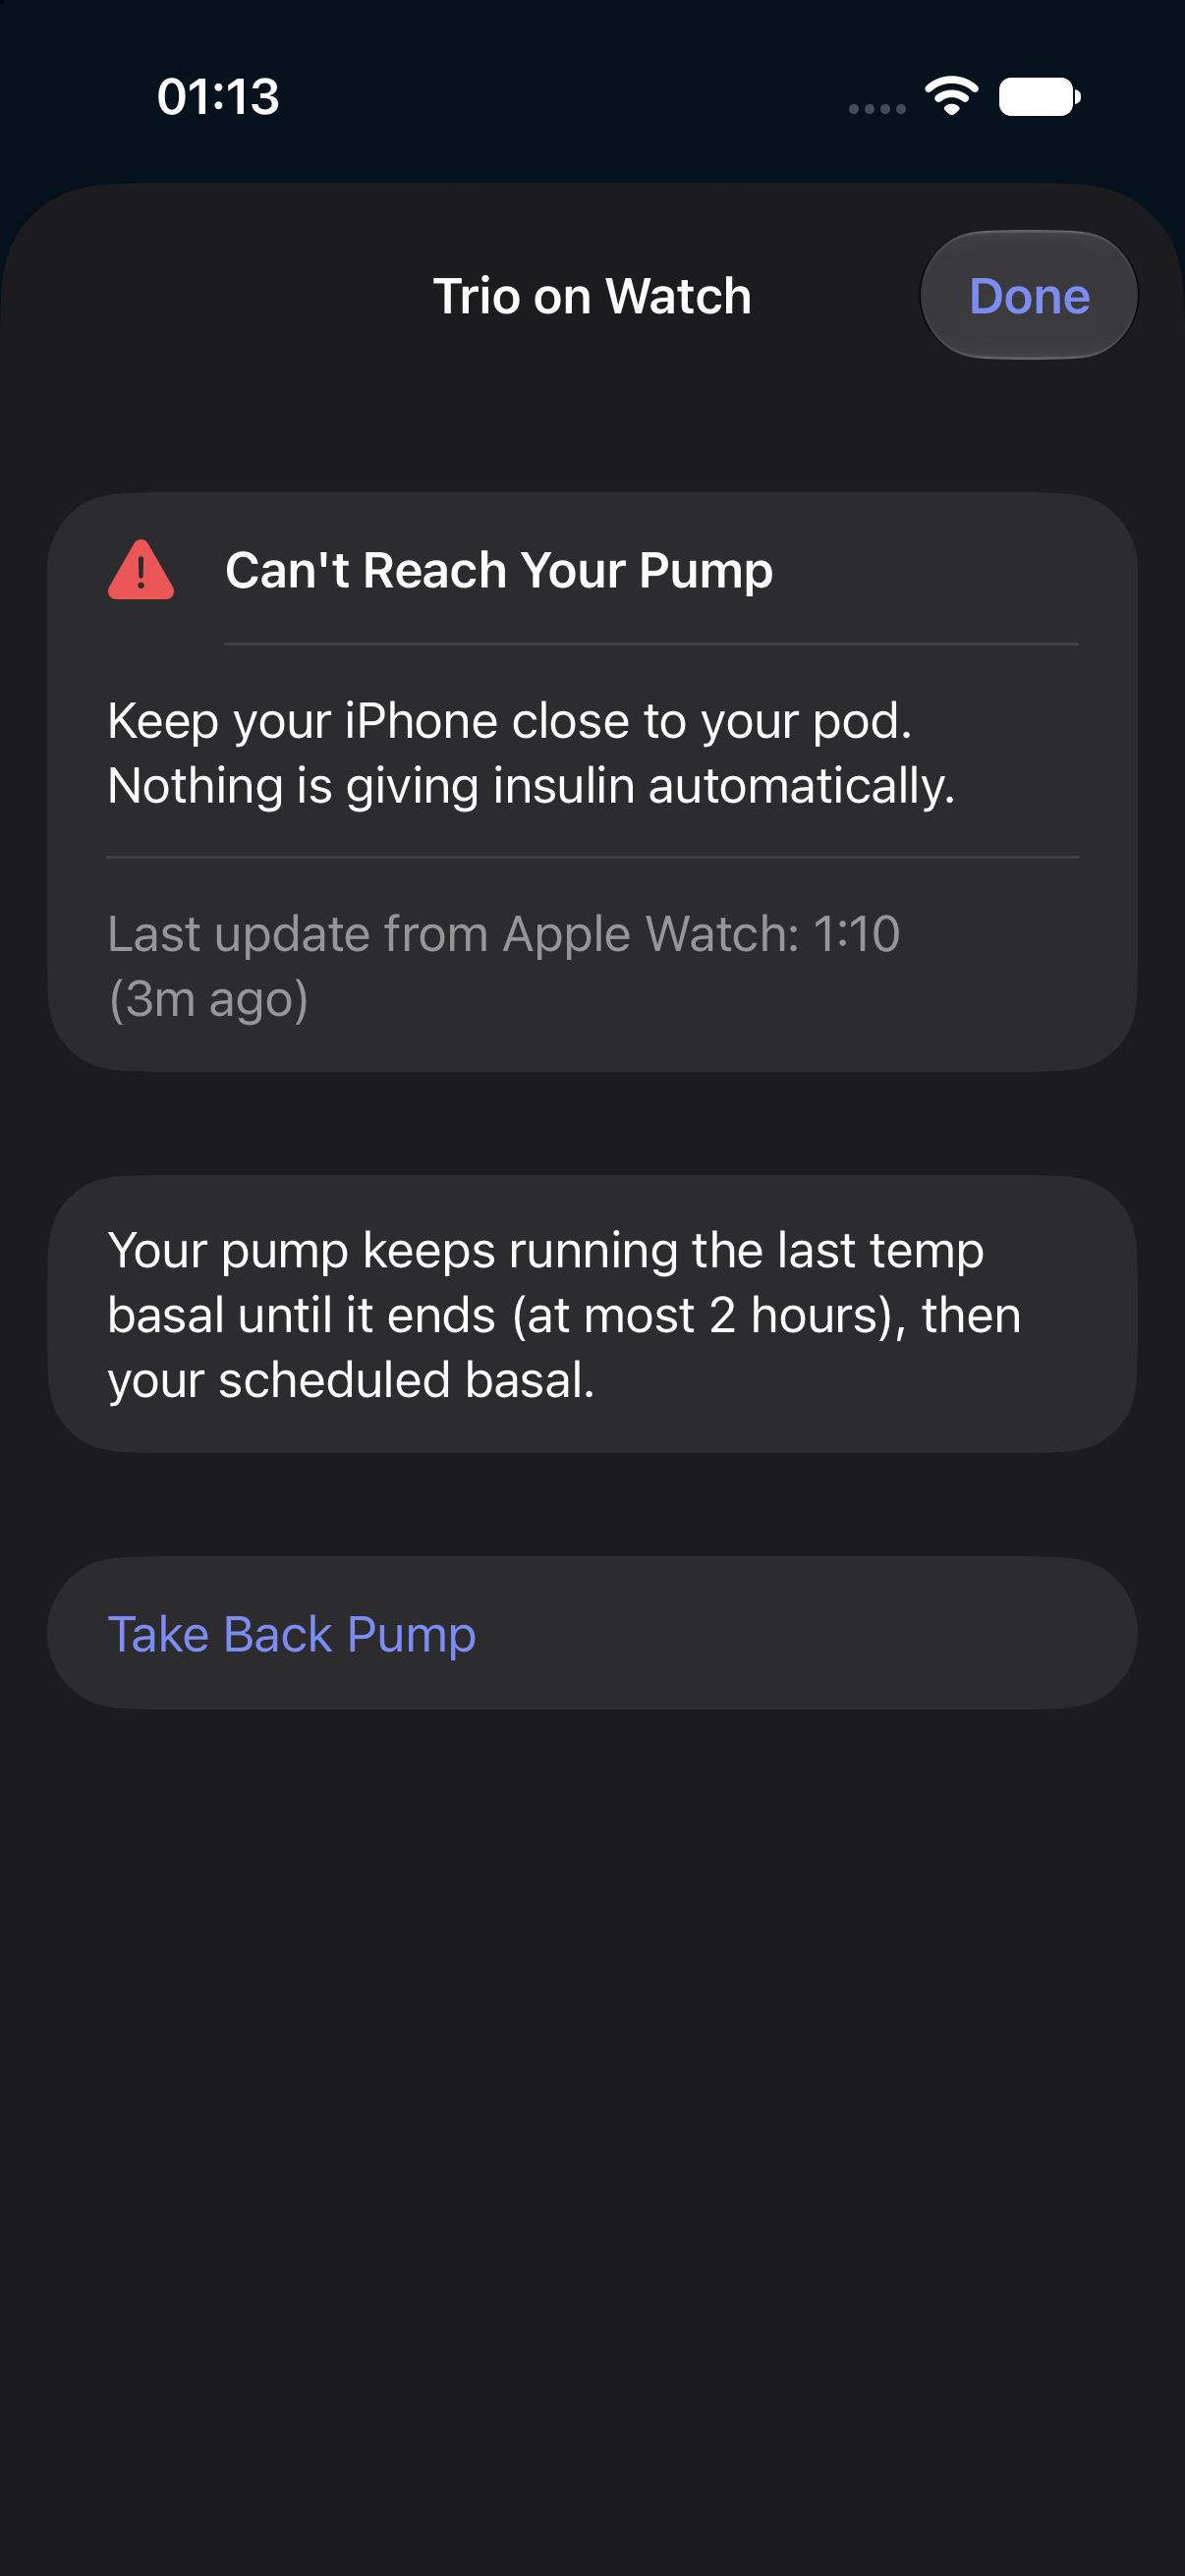 01:13
Trio on Watch
Done
Can't Reach Your Pump
Keep your iPhone close to your pod.
Nothing is giving insulin automatically.
Last update from Apple Watch: 1:10
(3m ago)
Your pump keeps running the last temp
basal until it ends (at most 2 hours), then
your scheduled basal.
Take Back Pump